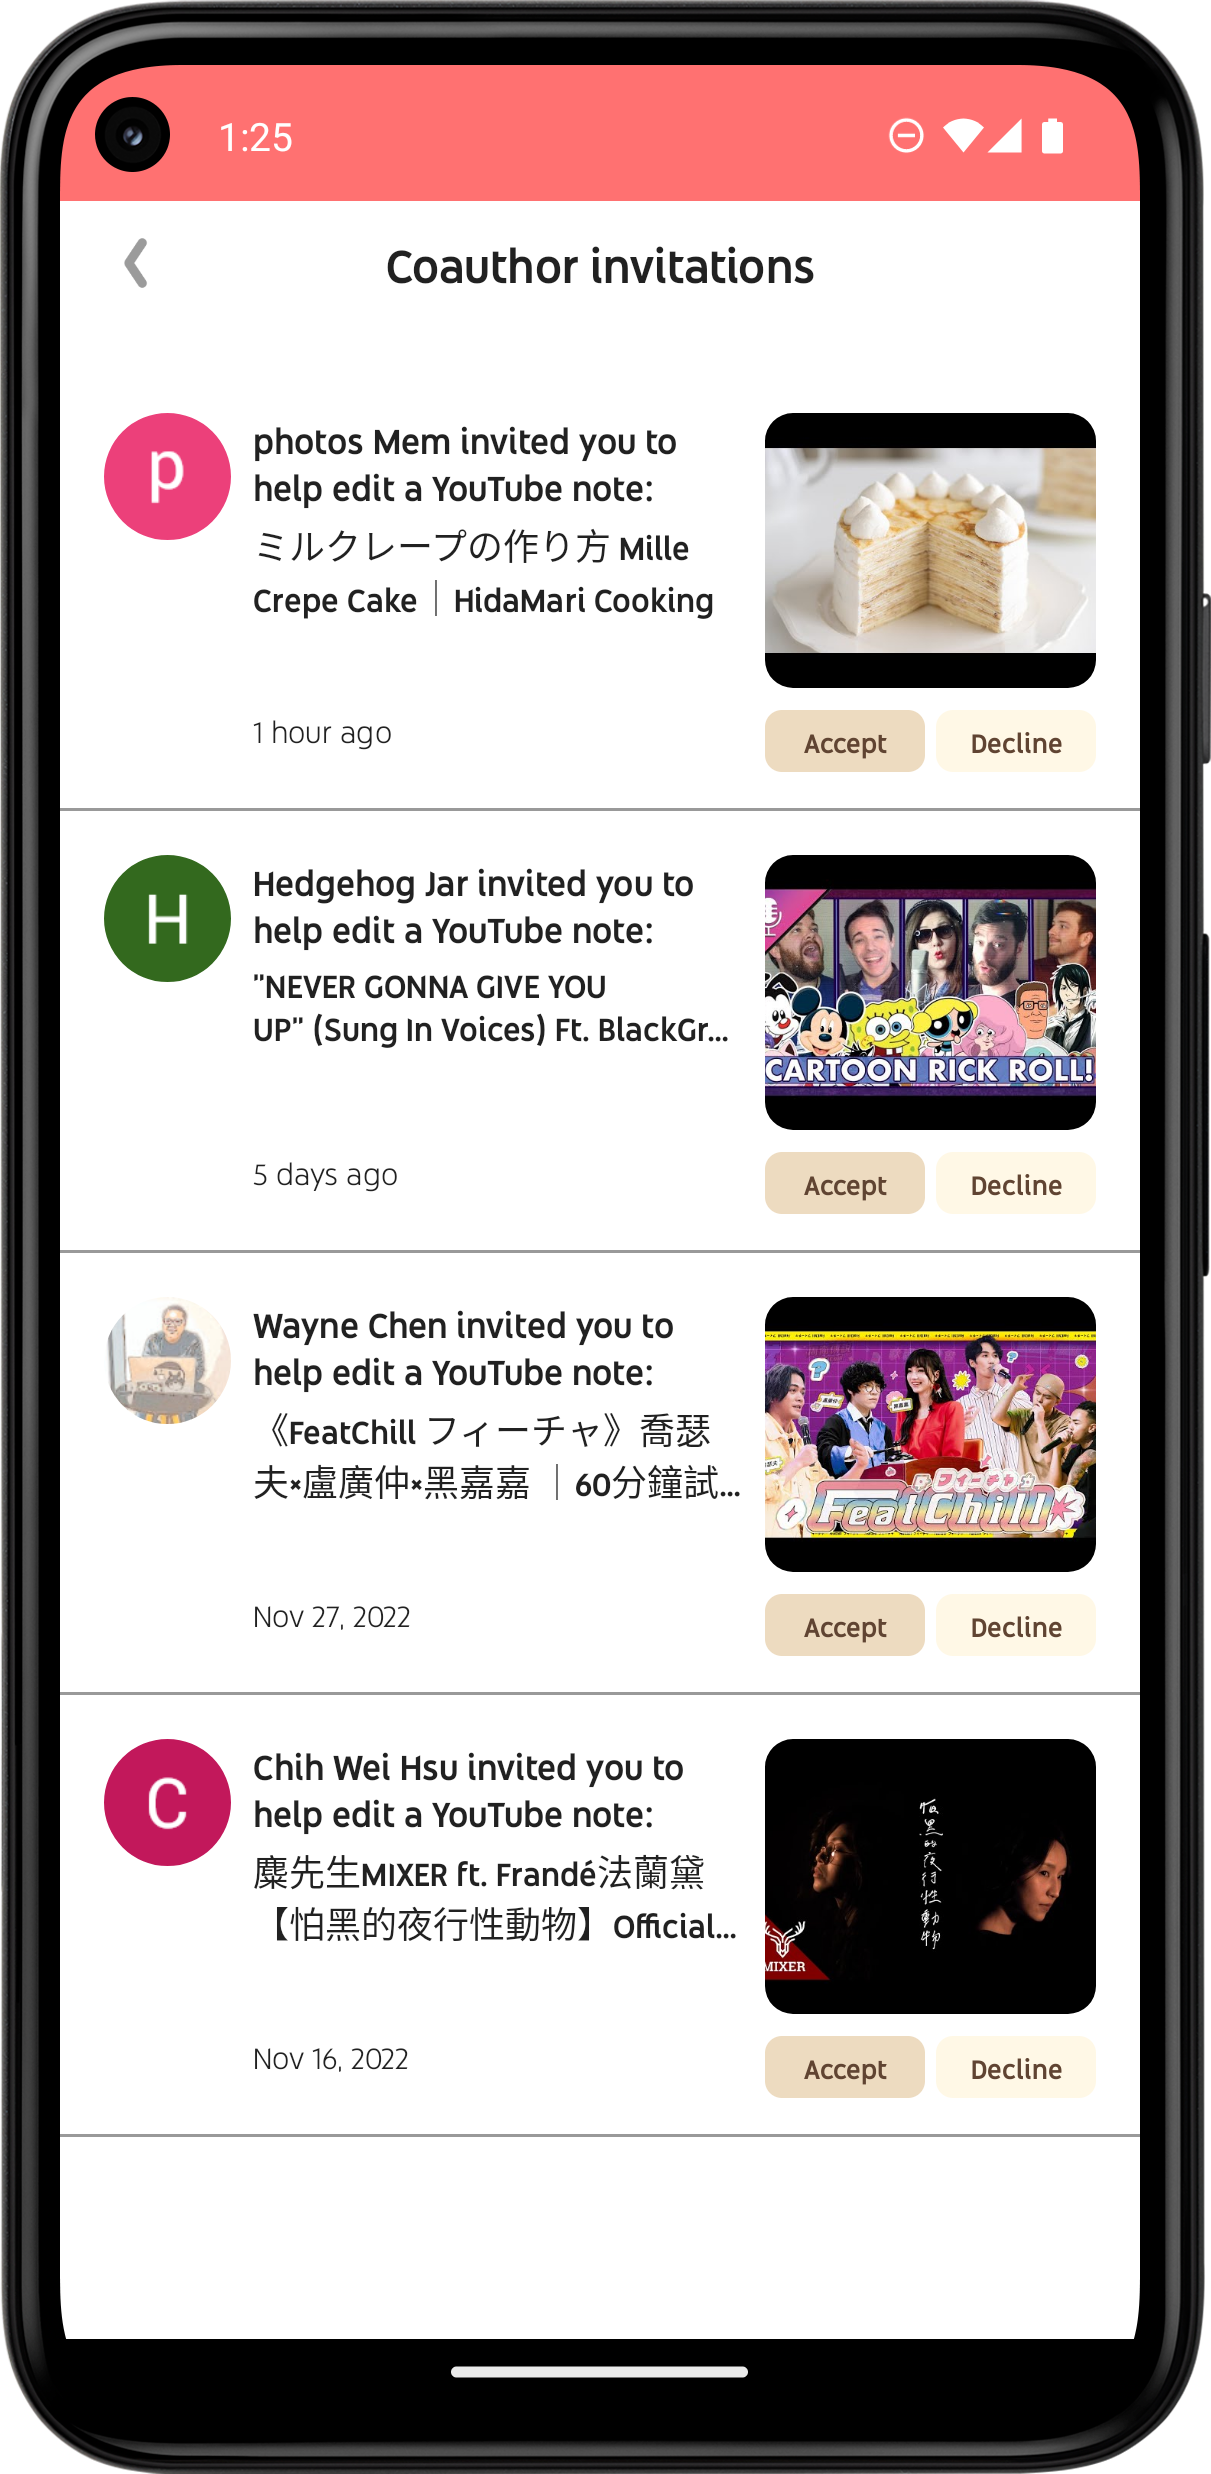 1:25
Coauthor invitations
p
photos Mem invited you to
help edit a YouTube note:
ミルクレープの作り方 Mille
Crepe Cake｜HidaMari Cooking
1 hour ago
Accept
Decline
H
Hedgehog Jar invited you to
help edit a YouTube note:
"NEVER GONNA GIVE YOU
UP" (Sung In Voices) Ft. BlackGr...
CARTOON RICK ROLL!
5 days ago
Accept
Decline
Wayne Chen invited you to
help edit a YouTube note:
《FeatChill フィーチャ》喬瑟
夫×盧廣仲×黑嘉嘉 ｜60分鐘試...
フィーチャ
FeatChill
Nov 27, 2022
Accept
Decline
C
Chih Wei Hsu invited you to
help edit a YouTube note:
麋先生MIXER ft. Frandé法蘭黛
【怕黑的夜行性動物】Official...
怕黑的夜行性動物
MIXER
Nov 16, 2022
Accept
Decline